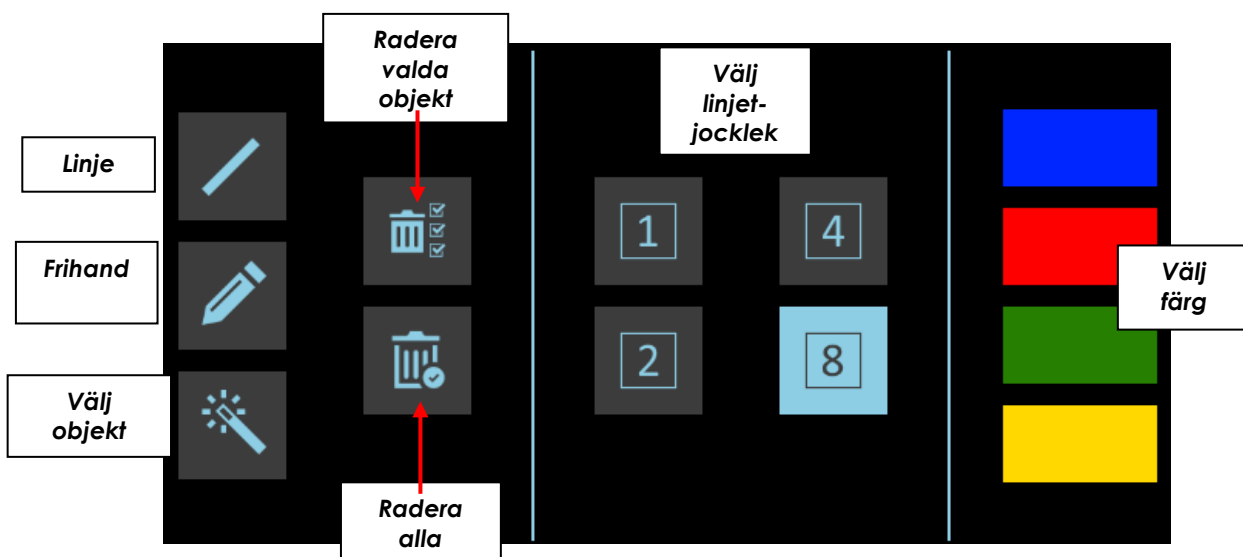 Radera
valda
objekt
Välj
linjet-
jocklek
Linje
Frihand
Välj
objekt
1
4
2
8
Välj
färg
Radera
alla